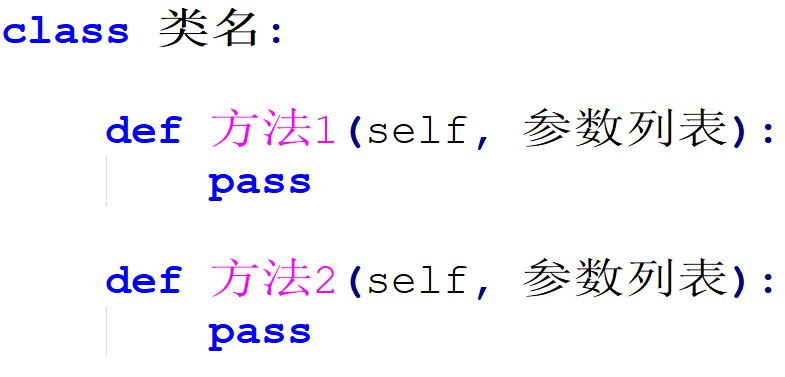 class 类名:
def 方法1(self, 参数列表):
pass
def 方法2(self, 参数列表):
pass